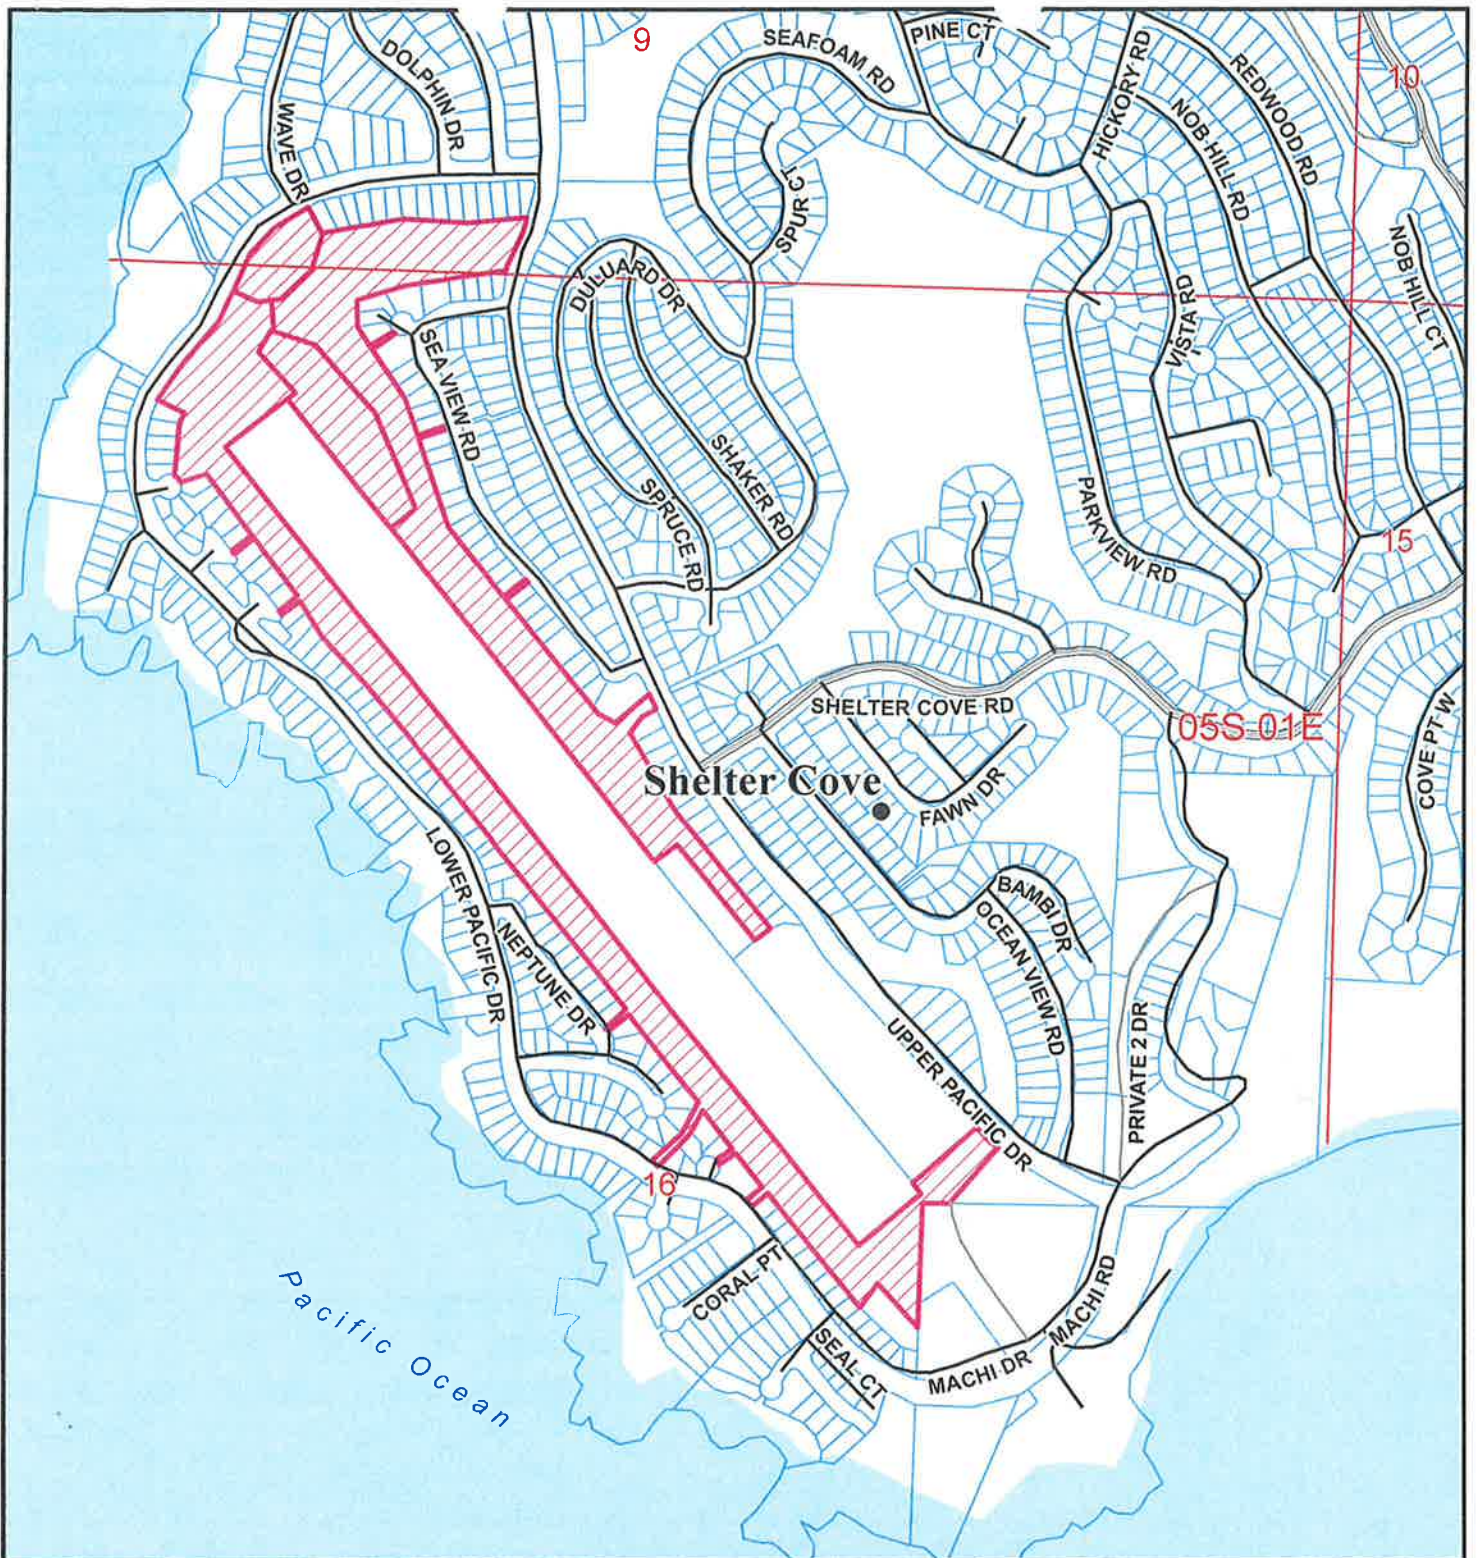 9
PINE CT
SEAFOAM RD
DOLPHIN DR
HICKORY RD
REDWOOD RD
10
WAVE DR
NOB HILL RD
SPUR CT
NOB HILL CT
DULUARD DR
VISTA RD
SEA VIEW RD
SHAKER RD
SPRUCE RD
PARKVIEW RD
15
SHELTER COVE RD
05S 01E
COVE PT W
Shelter Cove
FAWN DR
LOWER PACIFIC DR
BAMBI DR
OCEAN VIEW RD
NEPTUNE DR
UPPER PACIFIC DR
PRIVATE 2 DR
16
CORAL PT
MACHI RD
Pacific Ocean
SEAL CT
MACHI DR